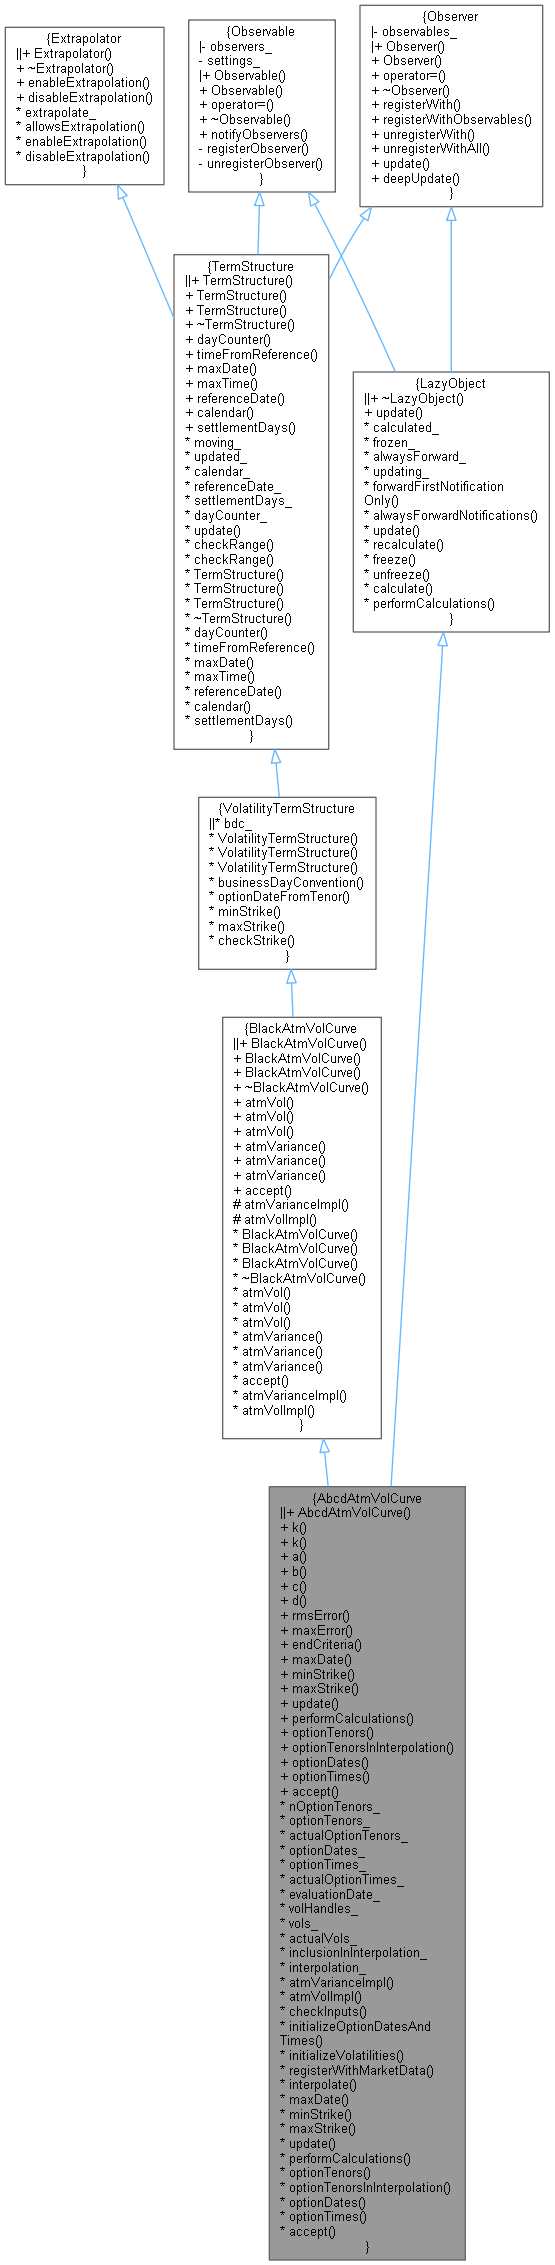 {Extrapolator
||+ Extrapolator()
+ ~Extrapolator()
+ enableExtrapolation()
+ disableExtrapolation()
* extrapolate_
* allowsExtrapolation()
* enableExtrapolation()
* disableExtrapolation()
}
{Observable
|- observers_
- settings_
|+ Observable()
+ Observable()
+ operator=()
+ ~Observable()
+ notifyObservers()
- registerObserver()
- unregisterObserver()
}
{Observer
|- observables_
|+ Observer()
+ Observer()
+ operator=()
+ ~Observer()
+ registerWith()
+ registerWithObservables()
+ unregisterWith()
+ unregisterWithAll()
+ update()
+ deepUpdate()
}
{TermStructure
||+ TermStructure()
+ TermStructure()
+ TermStructure()
+ ~TermStructure()
+ dayCounter()
+ timeFromReference()
+ maxDate()
+ maxTime()
+ referenceDate()
+ calendar()
+ settlementDays()
* moving_
* updated_
* calendar_
* referenceDate_
* settlementDays_
* dayCounter_
* update()
* checkRange()
* checkRange()
* TermStructure()
* TermStructure()
* TermStructure()
* ~TermStructure()
* dayCounter()
* timeFromReference()
* maxDate()
* maxTime()
* referenceDate()
* calendar()
* settlementDays()
}
{LazyObject
||+ ~LazyObject()
+ update()
* calculated_
* frozen_
* alwaysForward_
* updating_
* forwardFirstNotification
Only()
* alwaysForwardNotifications()
* update()
* recalculate()
* freeze()
* unfreeze()
* calculate()
* performCalculations()
}
{VolatilityTermStructure
||* bdc_
* VolatilityTermStructure()
* VolatilityTermStructure()
* VolatilityTermStructure()
* businessDayConvention()
* optionDateFromTenor()
* minStrike()
* maxStrike()
* checkStrike()
}
{BlackAtmVolCurve
||+ BlackAtmVolCurve()
+ BlackAtmVolCurve()
+ BlackAtmVolCurve()
+ ~BlackAtmVolCurve()
+ atmVol()
+ atmVol()
+ atmVol()
+ atmVariance()
+ atmVariance()
+ atmVariance()
+ accept()
# atmVarianceImpl()
# atmVolImpl()
* BlackAtmVolCurve()
* BlackAtmVolCurve()
* BlackAtmVolCurve()
* ~BlackAtmVolCurve()
* atmVol()
* atmVol()
* atmVol()
* atmVariance()
* atmVariance()
* atmVariance()
* accept()
* atmVarianceImpl()
* atmVolImpl()
}
{AbcdAtmVolCurve
||+ AbcdAtmVolCurve()
+ k()
+ k()
+ a()
+ b()
+ c()
+ d()
+ rmsError()
+ maxError()
+ endCriteria()
+ maxDate()
+ minStrike()
+ maxStrike()
+ update()
+ performCalculations()
+ optionTenors()
+ optionTenorsInInterpolation()
+ optionDates()
+ optionTimes()
+ accept()
* nOptionTenors_
* optionTenors_
* actualOptionTenors_
* optionDates_
* optionTimes_
* actualOptionTimes_
* evaluationDate_
* volHandles_
* vols_
* actualVols_
* inclusionInInterpolation_
* interpolation_
* atmVarianceImpl()
* atmVolImpl()
* checkInputs()
* initializeOptionDatesAnd
Times()
* initializeVolatilities()
* registerWithMarketData()
* interpolate()
* maxDate()
* minStrike()
* maxStrike()
* update()
* performCalculations()
* optionTenors()
* optionTenorsInInterpolation()
* optionDates()
* optionTimes()
* accept()
}